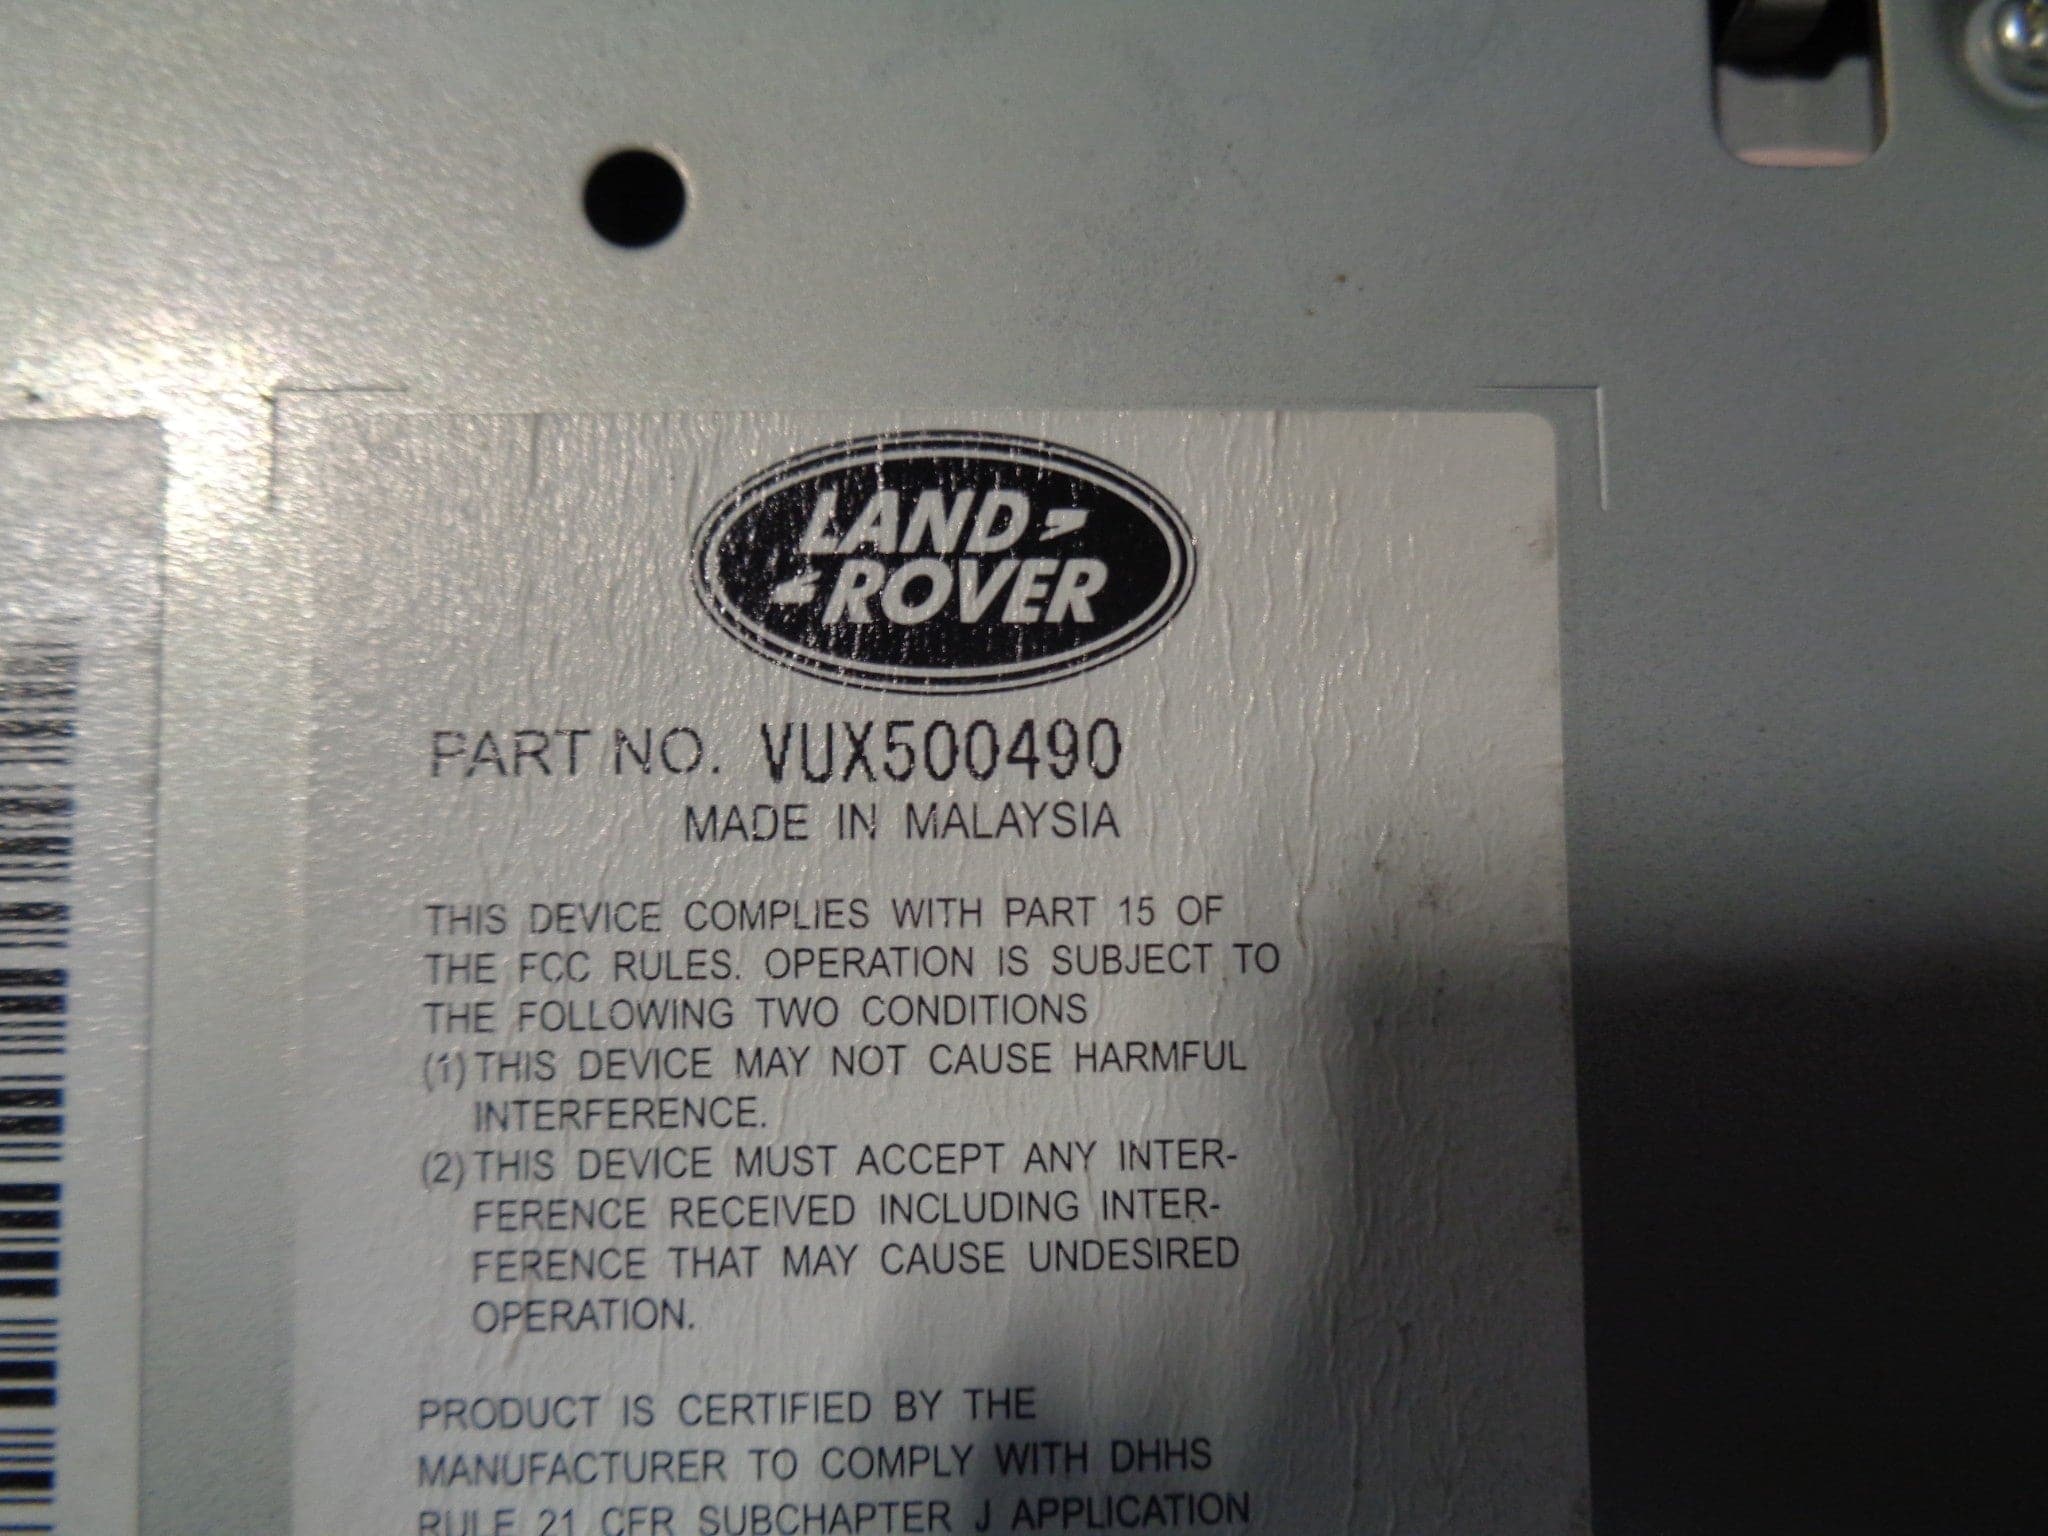 LAND
ROVER
PART NO. VUX500490
MADE IN MALAYSIA
THIS DEVICE COMPLIES WITH PART 15 OF
THE FCC RULES. OPERATION IS SUBJECT TO
THE FOLLOWING TWO CONDITIONS
(1) THIS DEVICE MAY NOT CAUSE HARMFUL
INTERFERENCE.
(2) THIS DEVICE MUST ACCEPT ANY INTER-
FERENCE RECEIVED INCLUDING INTER-
FERENCE THAT MAY CAUSE UNDESIRED
OPERATION.
PRODUCT IS CERTIFIED BY THE
MANUFACTURER TO COMPLY WITH DHHS
RULE 21 CFR SUBCHAPTER J APPLICATION